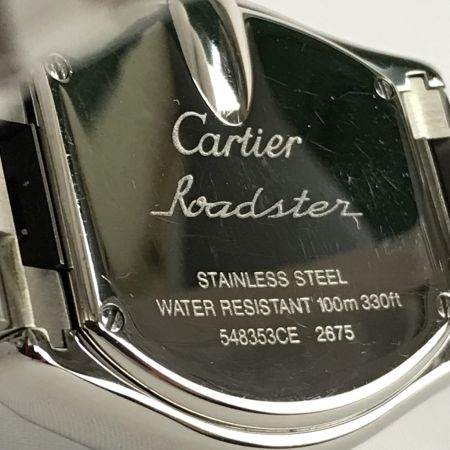 Cartier
Roadster
STAINLESS STEEL
WATER RESISTANT 100m 330ft
548353CE 2675